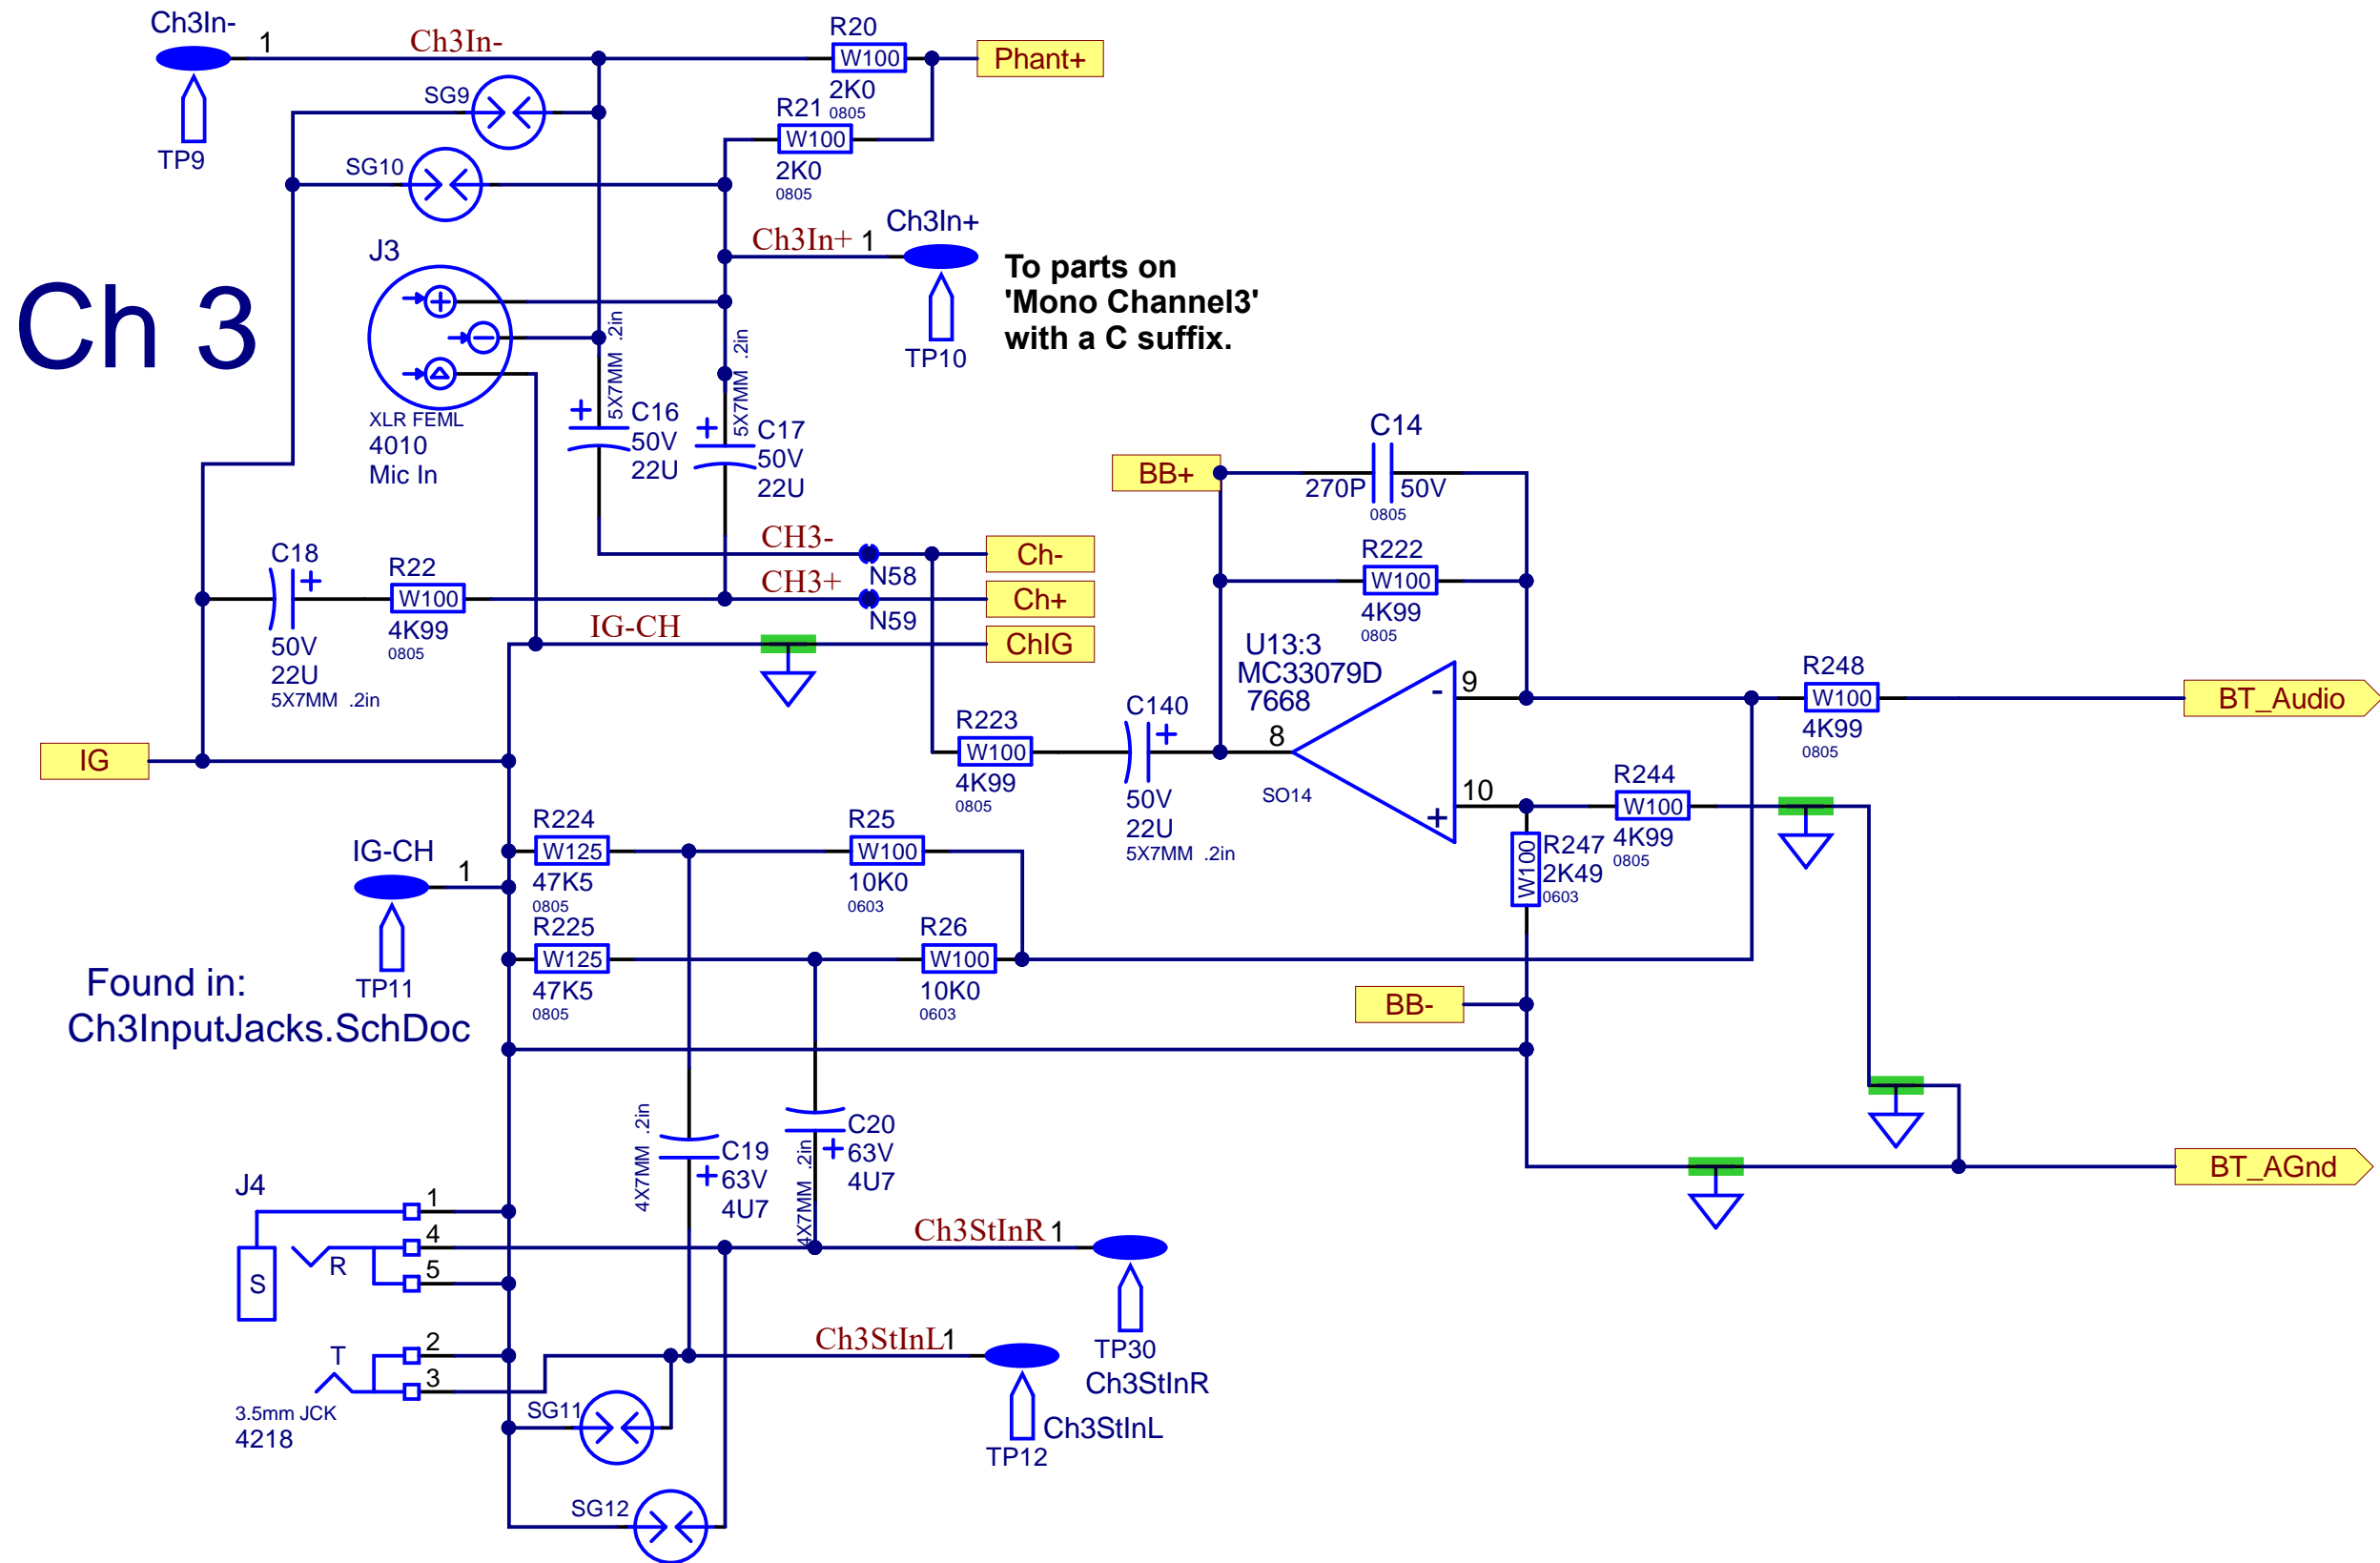 Ch3In-
1
Ch3In-
TP9
R20
W100
2K0
0805
Phant+
SG9
R21
W100
2K0
0805
SG10
Ch3In+
Ch3In+ 1
TP10
To parts on
'Mono Channel3'
with a C suffix.
Ch 3
J3
XLR FEML
4010
Mic In
5X7MM .2in
+
C16
50V
22U
5X7MM .2in
+
C17
50V
22U
C14
BB+
270P
50V
0805
R222
W100
4K99
0805
CH3-
N58
Ch-
CH3+
N59
Ch+
IG-CH
ChIG
C18
+
50V
22U
5X7MM .2in
R22
W100
4K99
0805
U13:3
MC33079D
7668
9
-
8
10
+
SO14
R248
W100
4K99
0805
BT_Audio
IG
R223
W100
4K99
0805
C140
+
50V
22U
5X7MM .2in
R244
W100
4K99
0805
R247
W100
2K49
0603
R224
W125
47K5
0805
R25
W100
10K0
0603
IG-CH
1
TP11
R225
W125
47K5
0805
R26
W100
10K0
0603
BB-
Found in:
Ch3InputJacks.SchDoc
4X7MM .2in
C19
+
63V
4U7
4X7MM .2in
C20
+
63V
4U7
BT_AGnd
J4
1
4
5
R
S
2
3
T
3.5mm JCK
4218
Ch3StInR 1
TP30
Ch3StInR
Ch3StInL 1
TP12
Ch3StInL
SG11
SG12